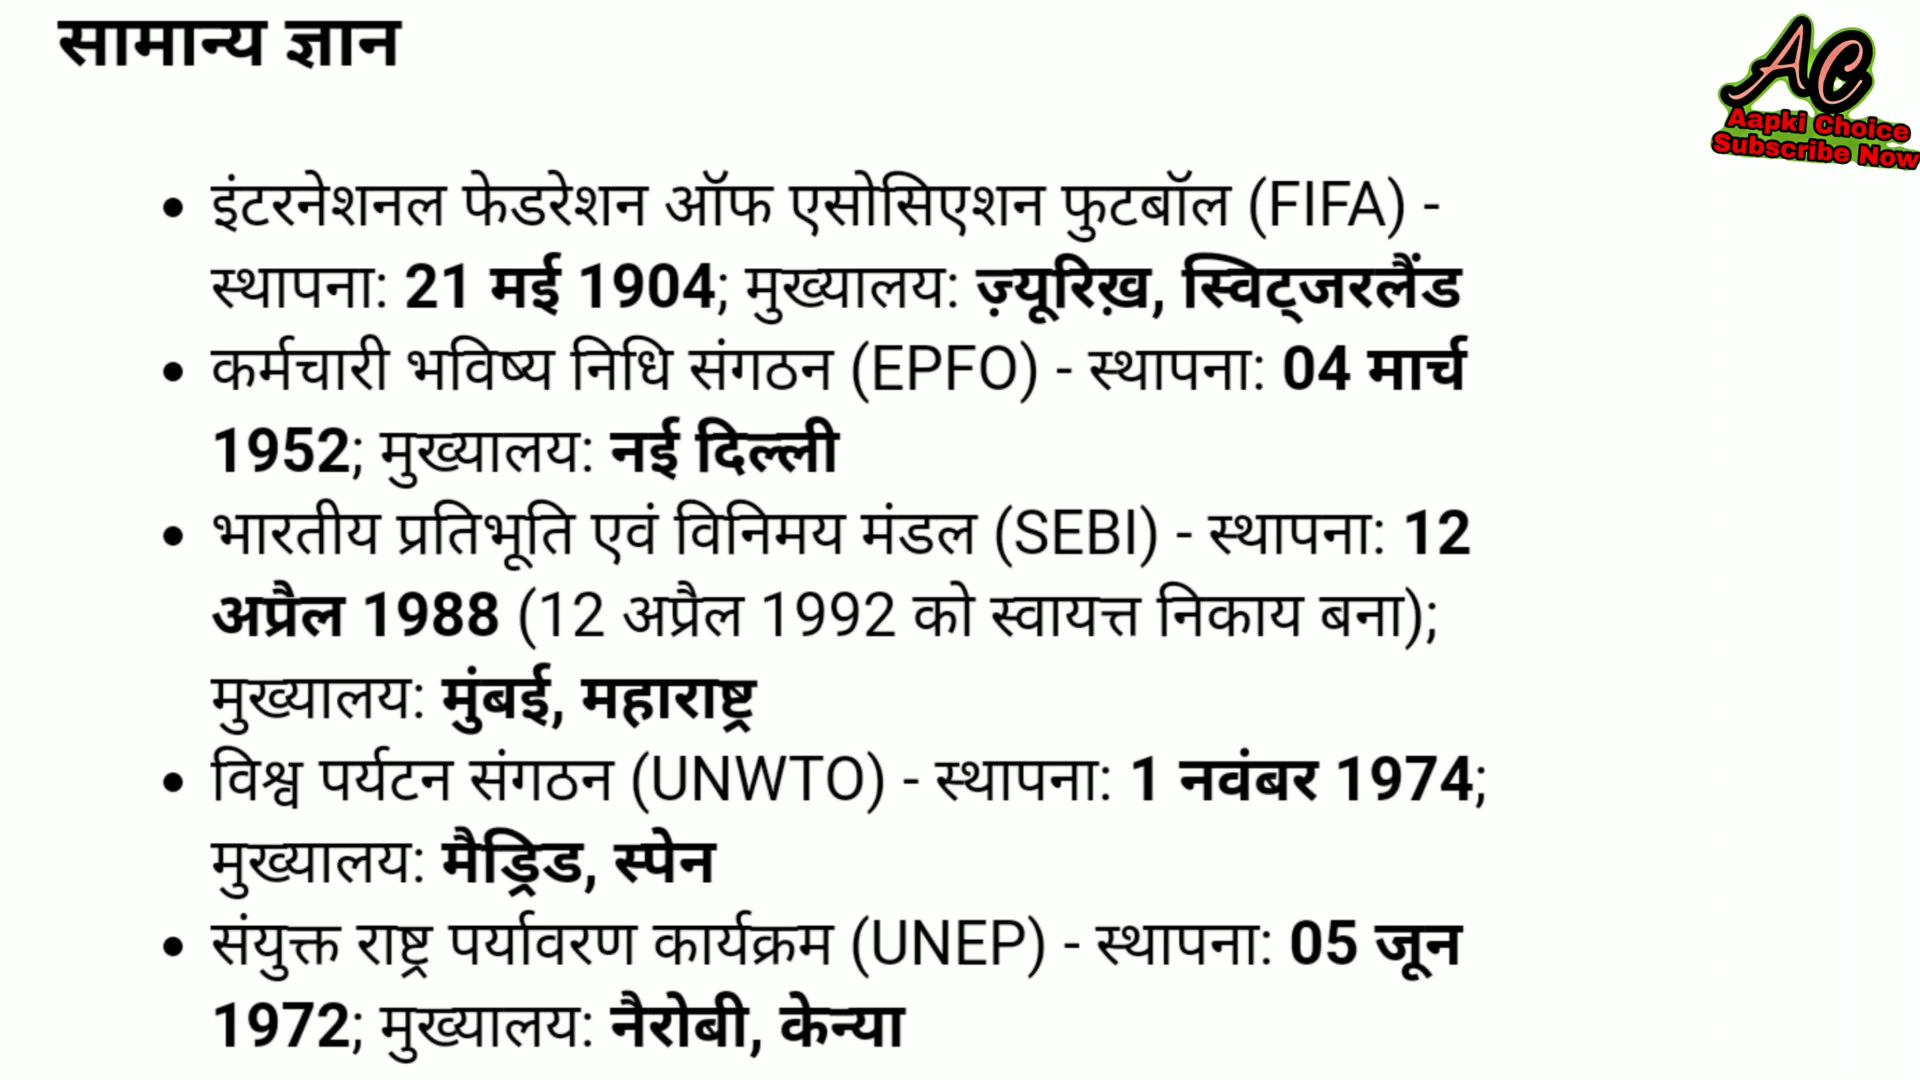 सामान्य ज्ञान
AC
Aapki Choice
Subscribe Now
• इंटरनेशनल फेडरेशन ऑफ एसोसिएशन फुटबॉल (FIFA) -
स्थापना: 21 मई 1904; मुख्यालय: ज़्यूरिख़, स्विट्जरलैंड
• कर्मचारी भविष्य निधि संगठन (EPFO) - स्थापना: 04 मार्च
1952; मुख्यालय: नई दिल्ली
• भारतीय प्रतिभूति एवं विनिमय मंडल (SEBI) - स्थापना: 12
अप्रैल 1988 (12 अप्रैल 1992 को स्वायत्त निकाय बना);
मुख्यालय: मुंबई, महाराष्ट्र
• विश्व पर्यटन संगठन (UNWTO) - स्थापना: 1 नवंबर 1974;
मुख्यालय: मैड्रिड, स्पेन
• संयुक्त राष्ट्र पर्यावरण कार्यक्रम (UNEP) - स्थापना: 05 जून
1972; मुख्यालय: नैरोबी, केन्या